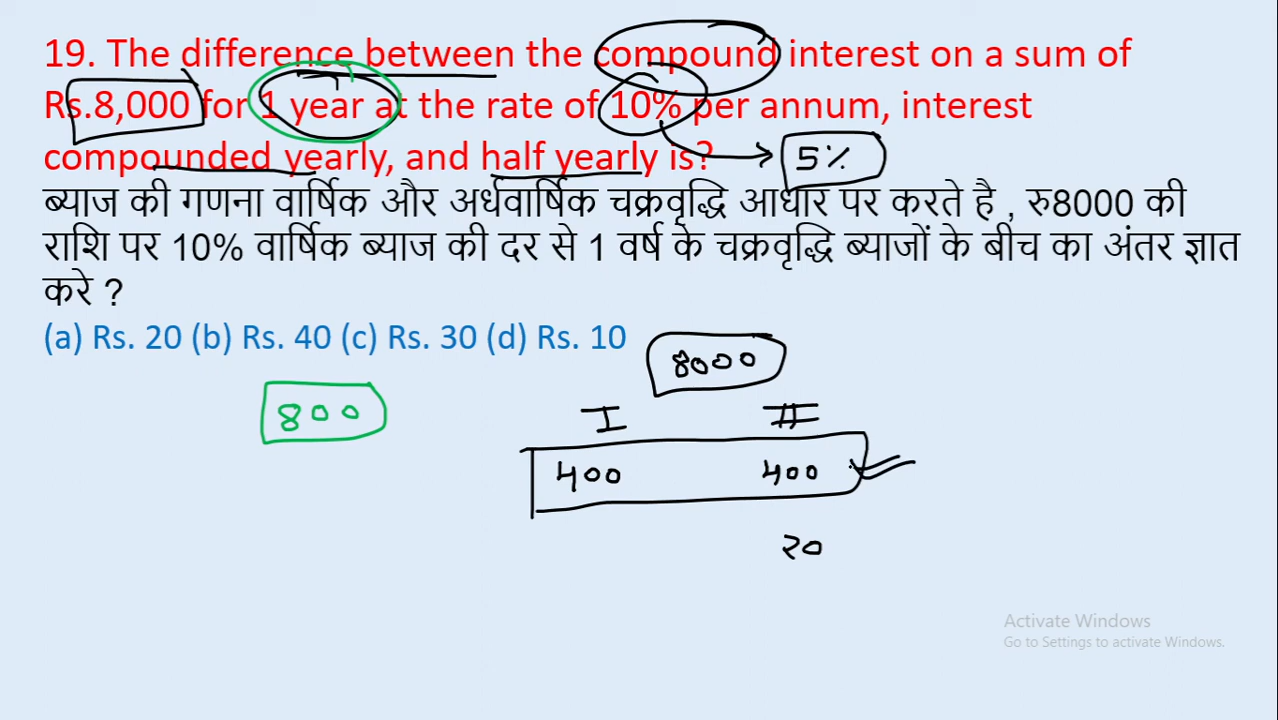 19. The difference between the compound interest on a sum of
Rs.8,000 for 1 year at the rate of 10% per annum, interest
compounded yearly, and half yearly is?
5%
ब्याज की गणना वार्षिक और अर्धवार्षिक चक्रवृद्धि आधार पर करते है , रु8000 की
राशि पर 10% वार्षिक ब्याज की दर से 1 वर्ष के चक्रवृद्धि ब्याजों के बीच का अंतर ज्ञात
करे ?
(a) Rs. 20 (b) Rs. 40 (c) Rs. 30 (d) Rs. 10
8000
800
I II
400 400
20
Activate Windows
Go to Settings to activate Windows.